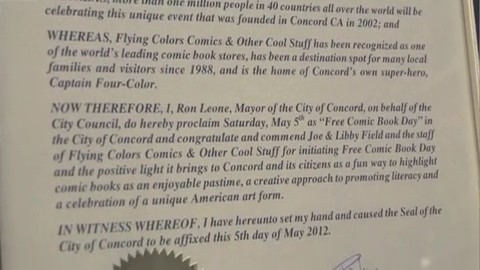 more than one million people in 40 countries all over the world will be
celebrating this unique event that was founded in Concord CA in 2002; and
WHEREAS, Flying Colors Comics & Other Cool Stuff has been recognized as one
of the world's leading comic book stores, has been a destination spot for many local
families and visitors since 1988, and is the home of Concord's own super-hero,
Captain Four-Color.
NOW THEREFORE, I, Ron Leone, Mayor of the City of Concord, on behalf of the
City Council, do hereby proclaim Saturday, May 5th as "Free Comic Book Day" in
the City of Concord and congratulate and commend Joe & Libby Field and the staff
of Flying Colors Comics & Other Cool Stuff for initiating Free Comic Book Day
and the positive light it brings to Concord and its citizens as a fun way to highlight
comic books as an enjoyable pastime, a creative approach to promoting literacy and
a celebration of a unique American art form.
IN WITNESS WHEREOF, I have hereunto set my hand and caused the Seal of the
City of Concord to be affixed this 5th day of May 2012.